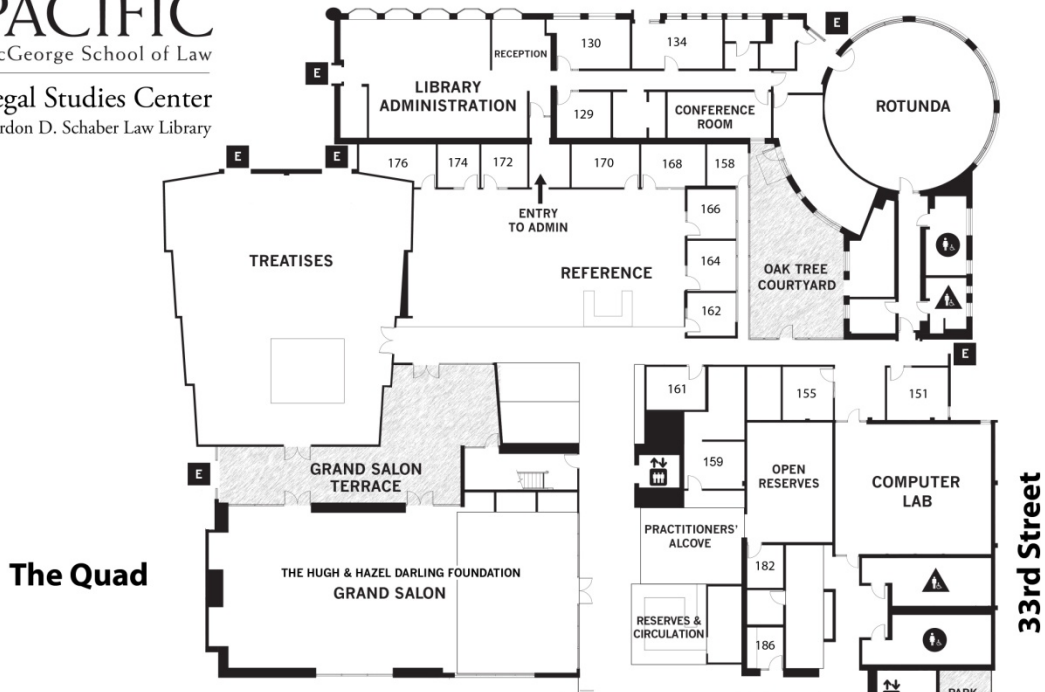 PACIFIC
cGeorge School of Law
egal Studies Center
ordon D. Schaber Law Library
E
E
E
E
RECEPTION
130
134
LIBRARY
ADMINISTRATION
129
CONFERENCE
ROOM
ROTUNDA
176
174
172
170
168
158
ENTRY
TO ADMIN
166
164
162
TREATISES
REFERENCE
OAK TREE
COURTYARD
E
161
155
151
159
GRAND SALON
TERRACE
E
OPEN
RESERVES
COMPUTER
LAB
PRACTITIONERS'
ALCOVE
The Quad
THE HUGH & HAZEL DARLING FOUNDATION
GRAND SALON
182
RESERVES &
CIRCULATION
186
33rd Street
PARK